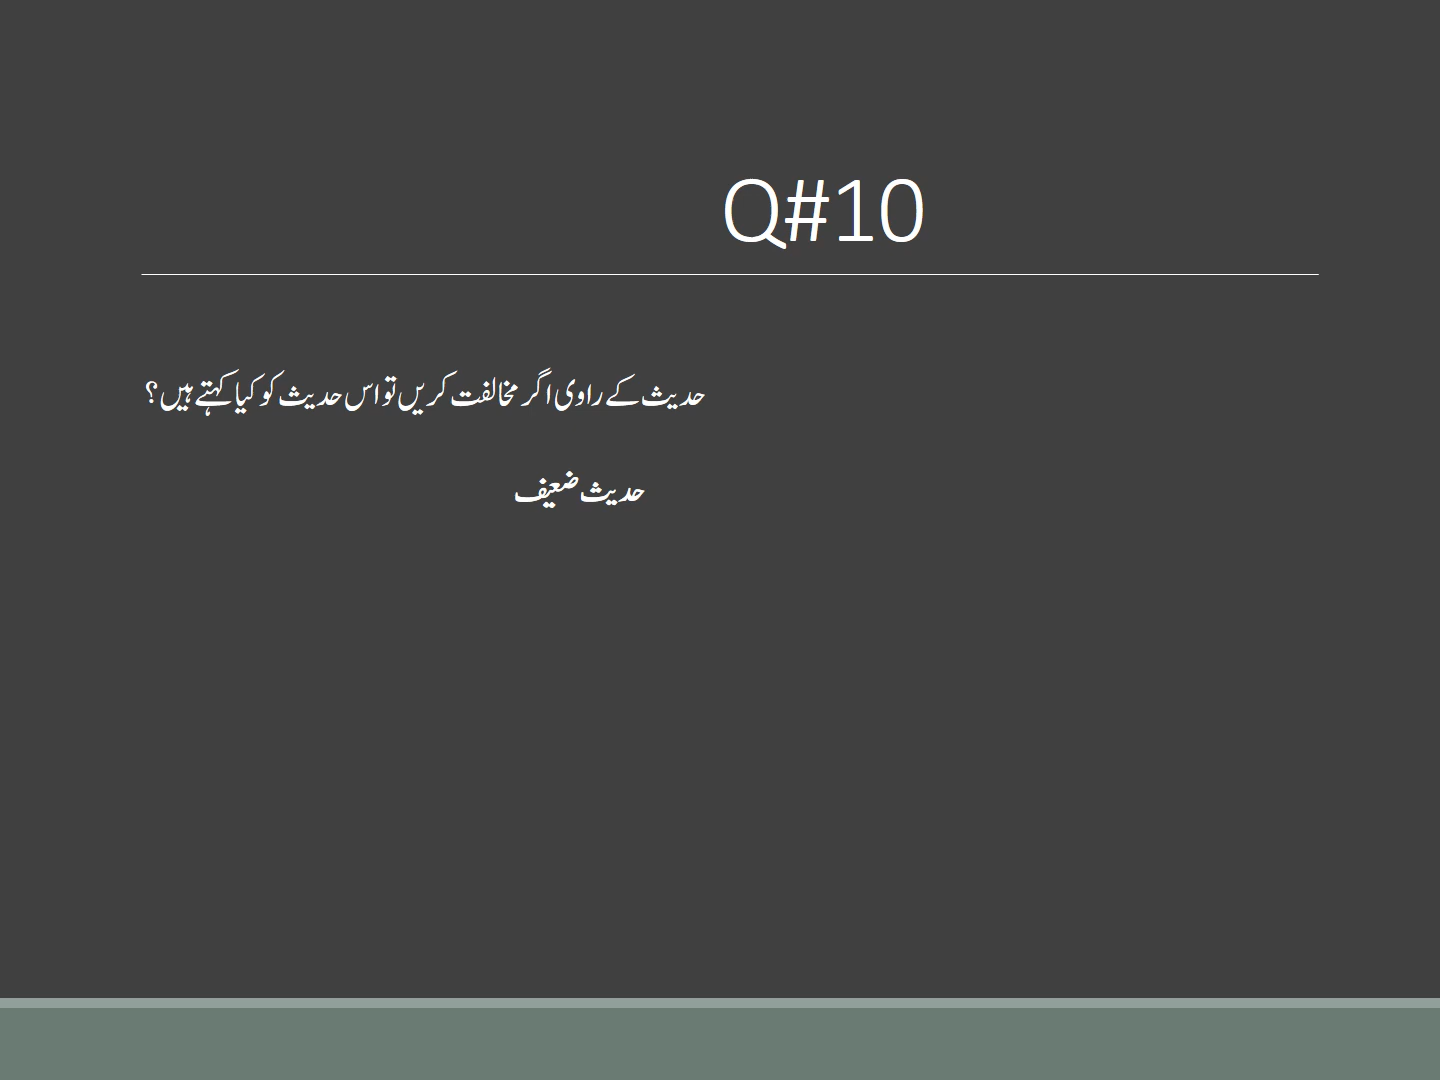 Q#10
حدیث کے راوی اگر مخالفت کریں تو اس حدیث کو کیا کہتے ہیں؟
حدیث ضعیف